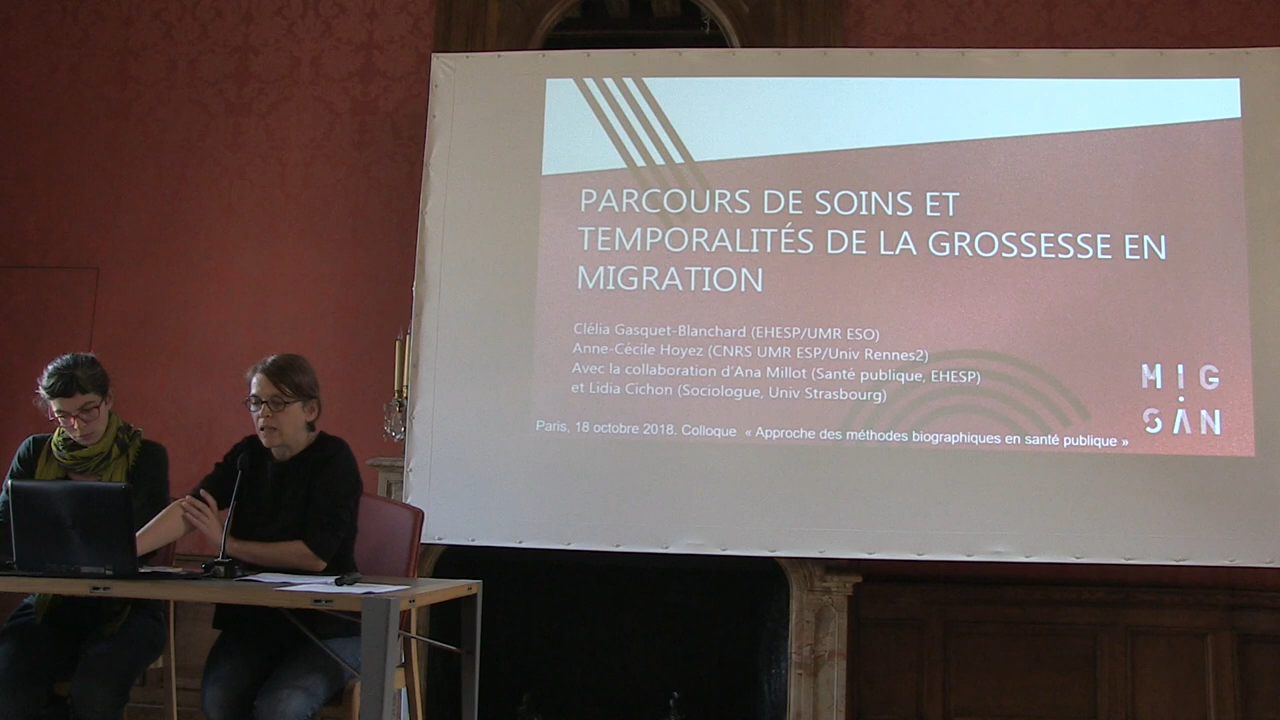 PARCOURS DE SOINS ET
TEMPORALITÉS DE LA GROSSESSE EN
MIGRATION
Clélia Gasquet-Blanchard (EHESP/UMR ESO)
Anne-Cécile Hoyez (CNRS UMR ESP/Univ Rennes2)
Avec la collaboration d'Ana Millot (Santé publique, EHESP)
et Lidia Cichon (Sociologue, Univ Strasbourg)
MIG
SAN
Paris, 18 octobre 2018. Colloque « Approche des méthodes biographiques en santé publique »